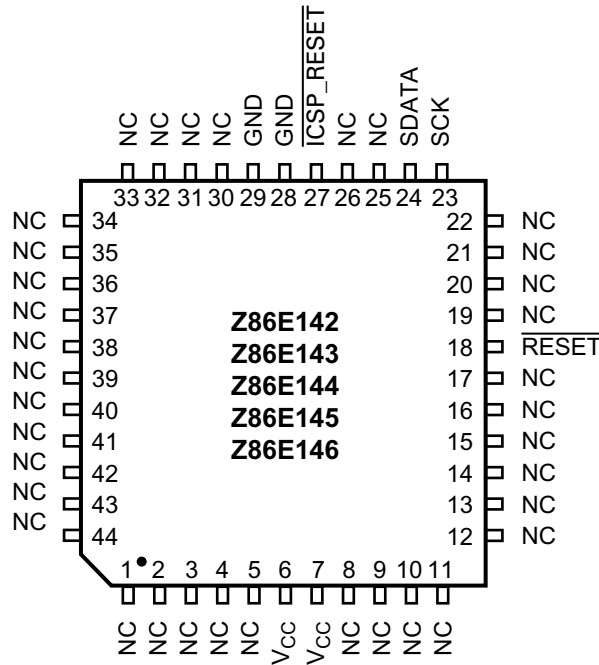 NC NC NC NC GND GND ICSP_RESET NC NC SDATA SCK
33 32 31 30 29 28 27 26 25 24 23
NC 34 22 NC
NC 35 21 NC
NC 36 20 NC
NC 37 19 NC
NC 38 18 RESET
NC 39 17 NC
NC 40 16 NC
NC 41 15 NC
NC 42 14 NC
NC 43 13 NC
NC 44 12 NC
Z86E142
Z86E143
Z86E144
Z86E145
Z86E146
1 2 3 4 5 6 7 8 9 10 11
NC NC NC NC NC VCC VCC NC NC NC NC